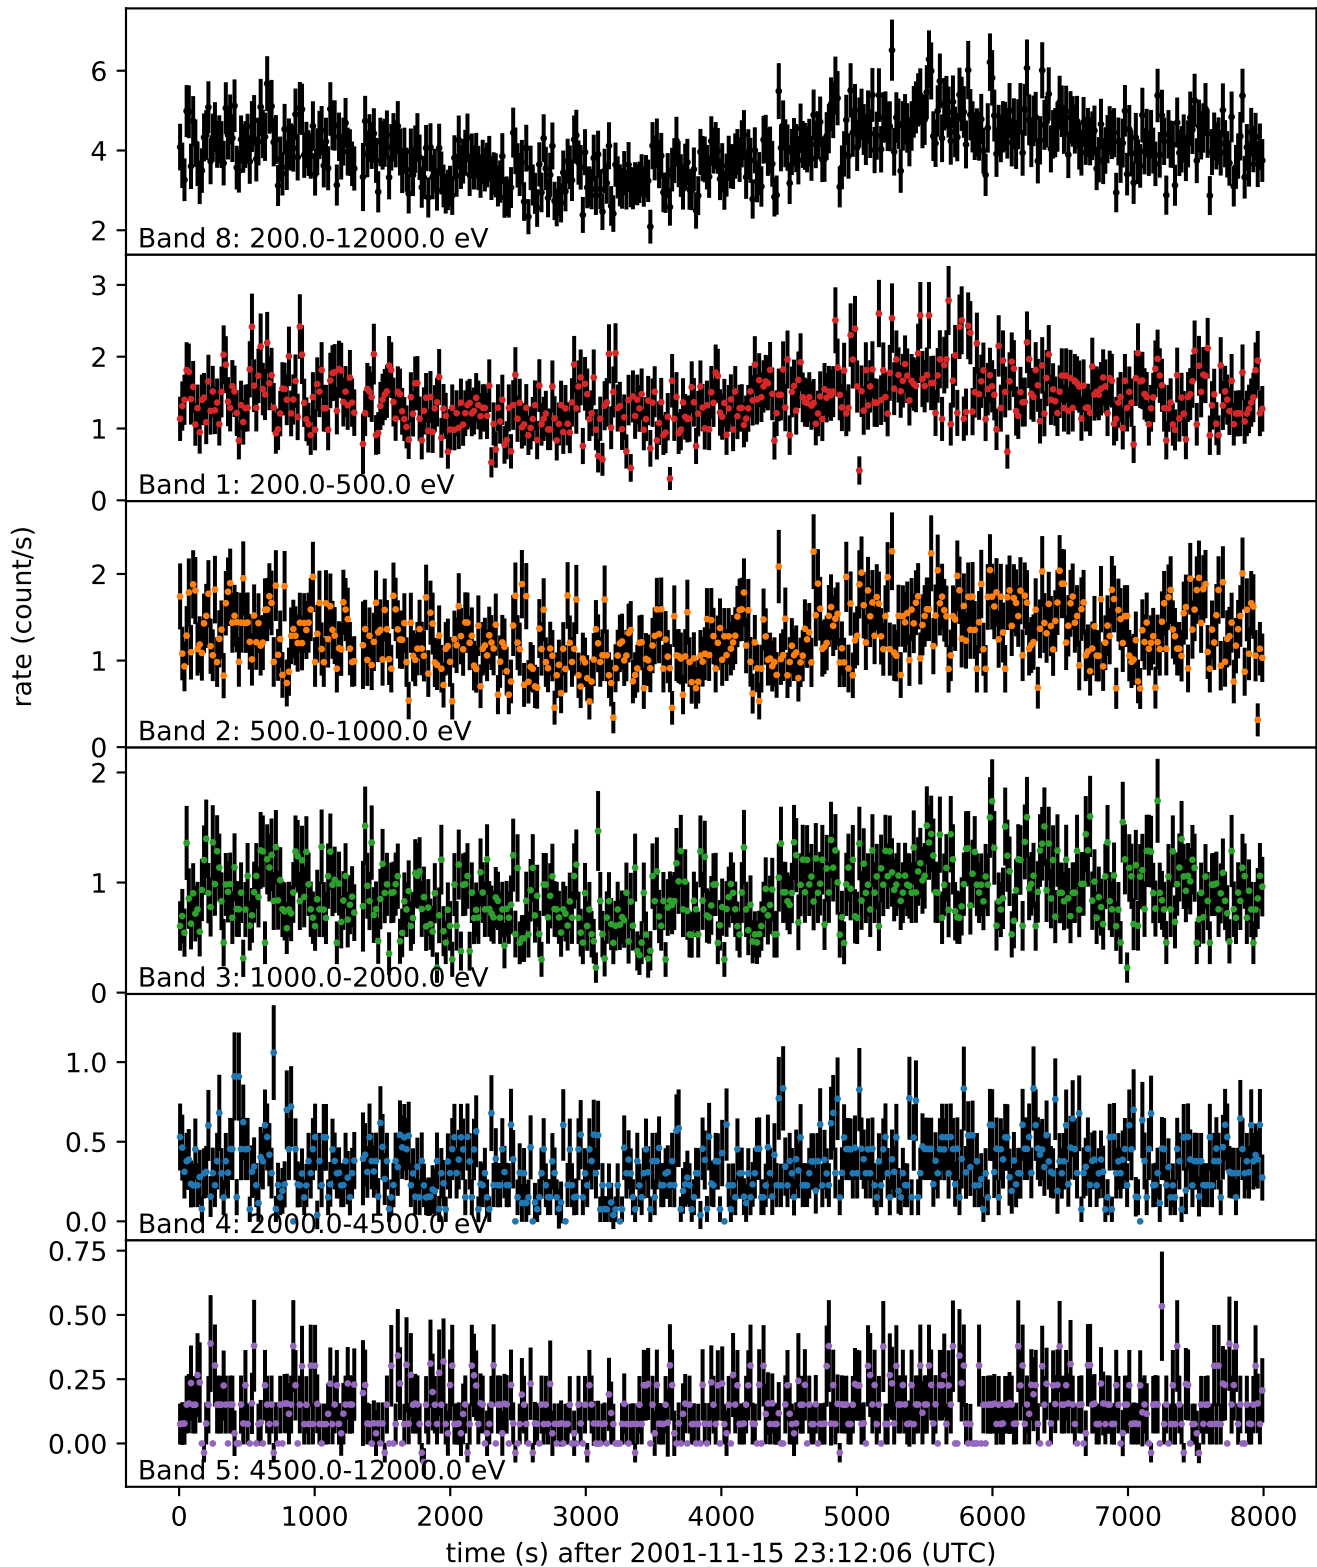 6
4
2
Band 8: 200.0-12000.0 eV
3
2
1
0
Band 1: 200.0-500.0 eV
rate (count/s)
2
1
0
Band 2: 500.0-1000.0 eV
2
1
0
Band 3: 1000.0-2000.0 eV
1.0
0.5
0.0
Band 4: 2000.0-4500.0 eV
0.75
0.50
0.25
0.00
Band 5: 4500.0-12000.0 eV
0 1000 2000 3000 4000 5000 6000 7000 8000
time (s) after 2001-11-15 23:12:06 (UTC)